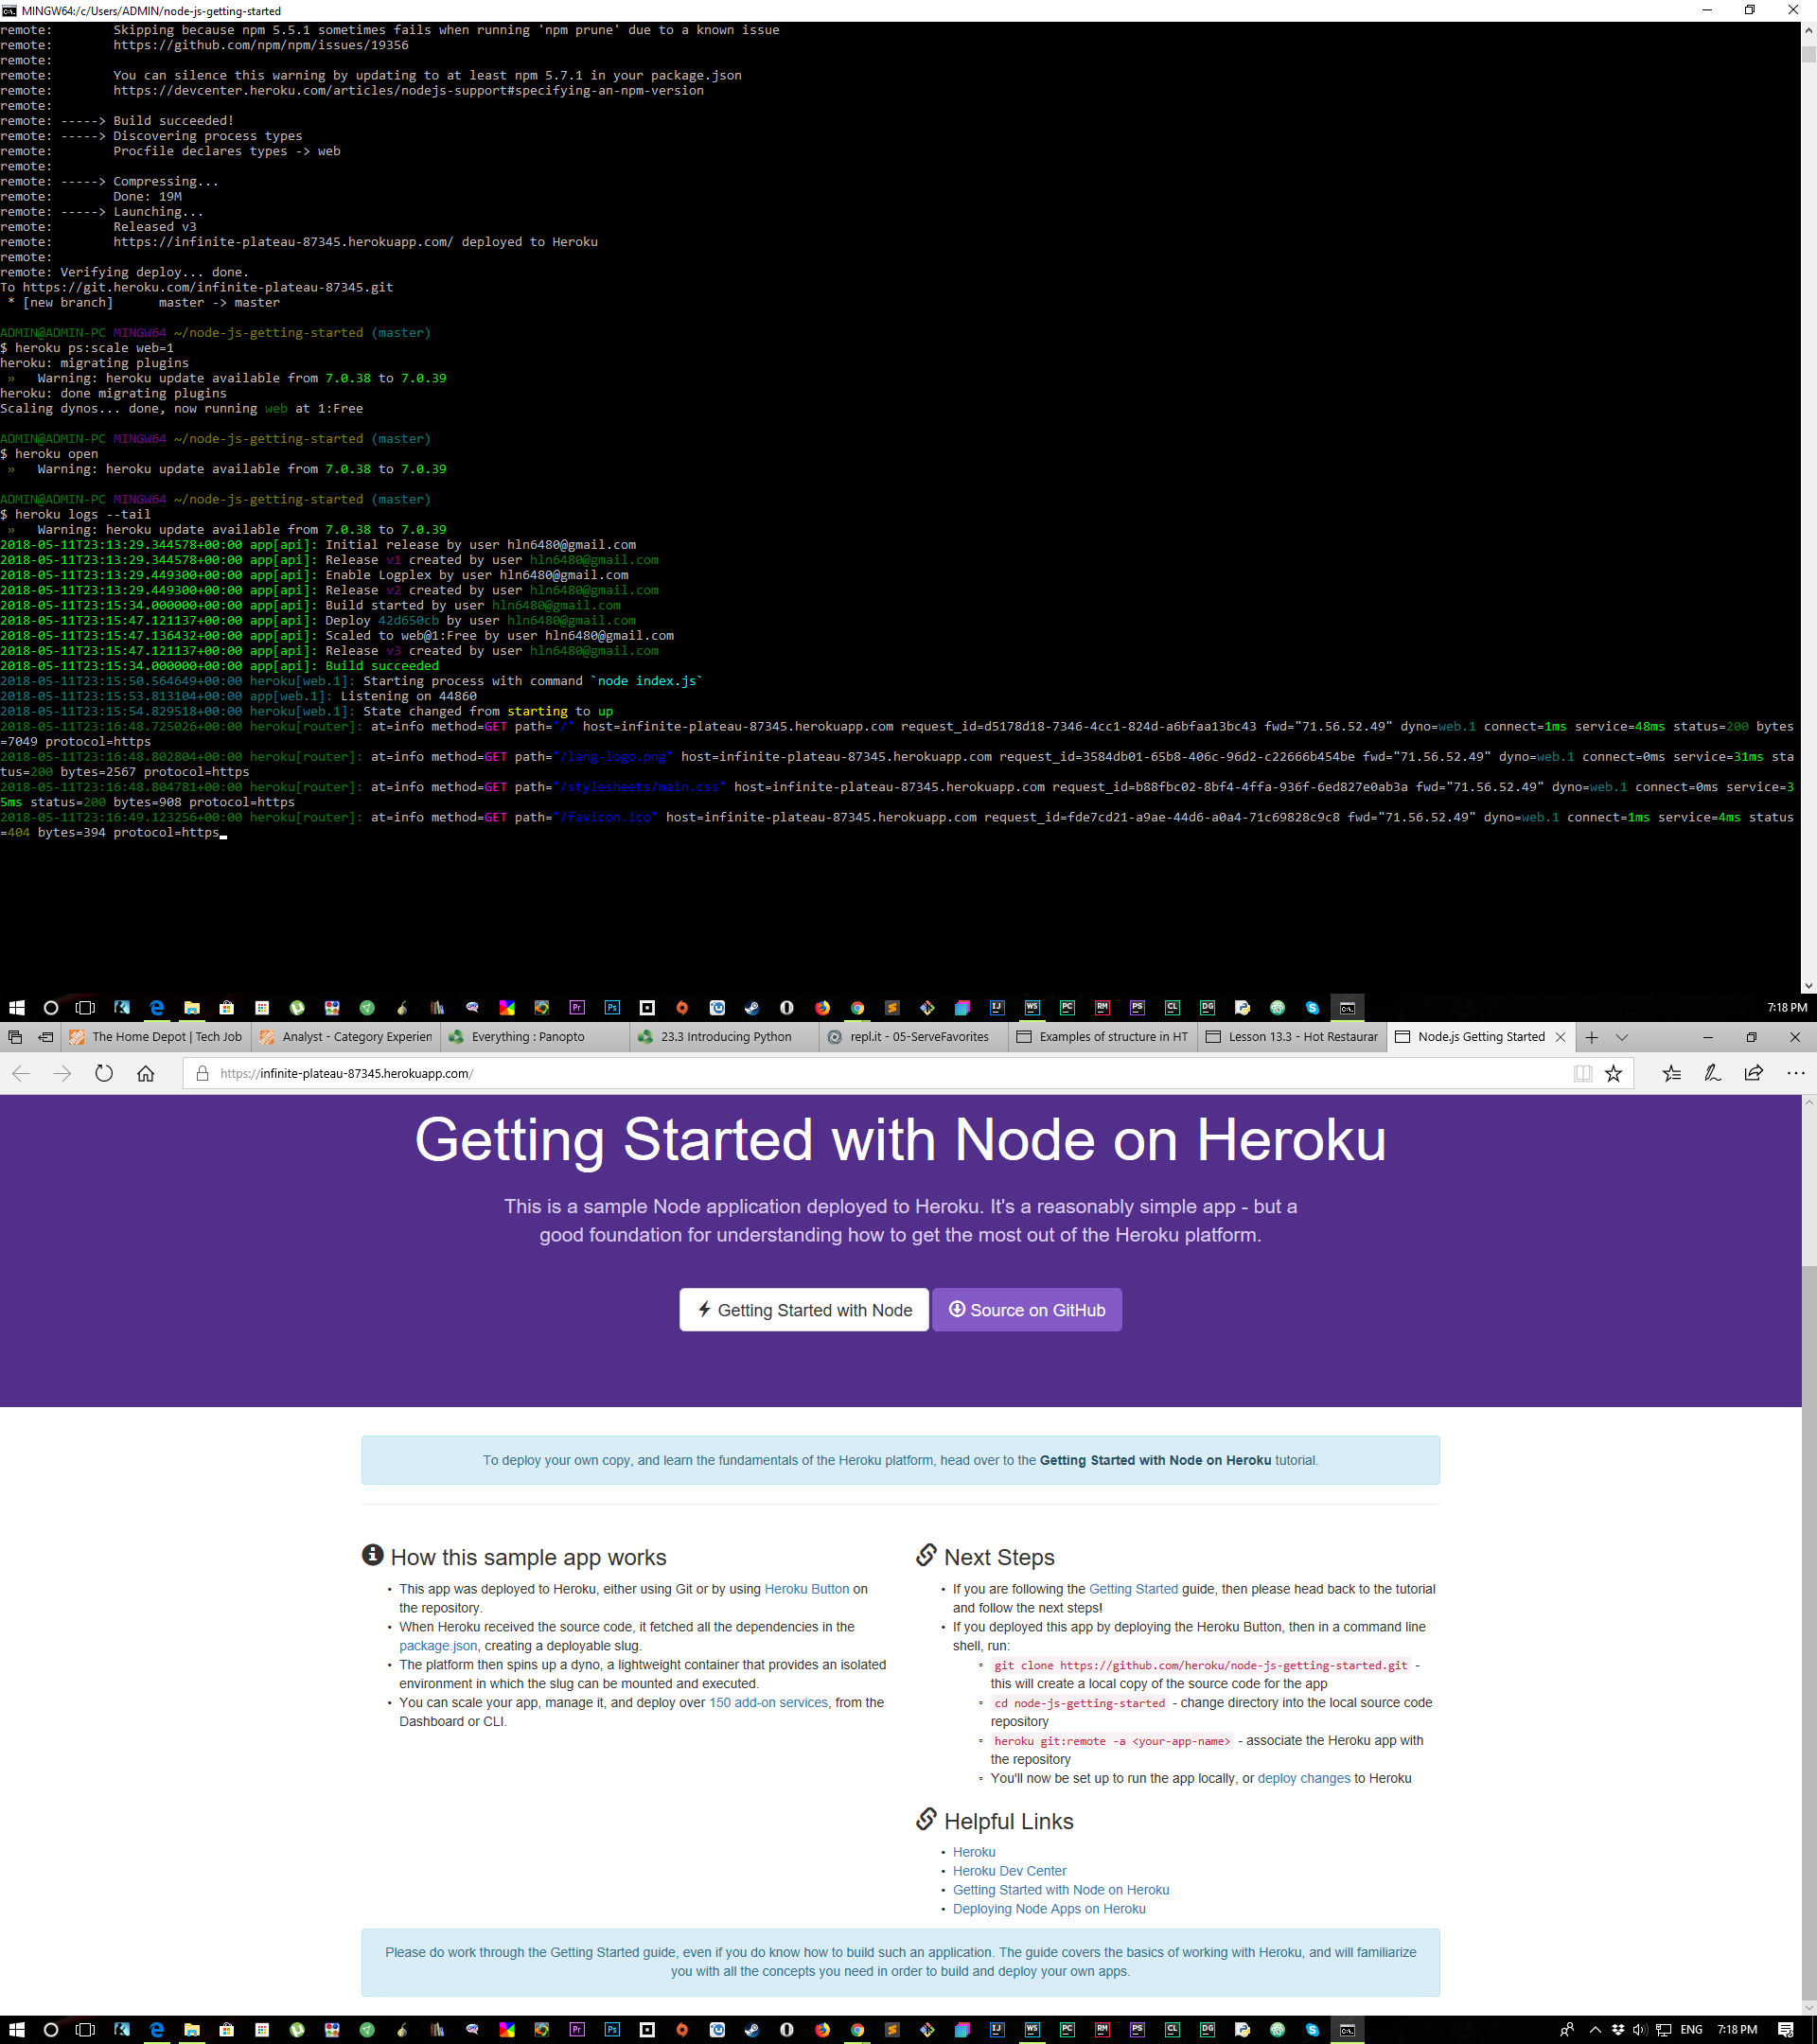 MINGW64:/c/Users/ADMIN/node-js-getting-started
remote:        Skipping because npm 5.5.1 sometimes fails when running 'npm prune' due to a known issue
remote:        https://github.com/npm/npm/issues/19356
remote:
remote:        You can silence this warning by updating to at least npm 5.7.1 in your package.json
remote:        https://devcenter.heroku.com/articles/nodejs-support#specifying-an-npm-version
remote:
remote: -----> Build succeeded!
remote: -----> Discovering process types
remote:        Procfile declares types -> web
remote:
remote: -----> Compressing...
remote:        Done: 19M
remote: -----> Launching...
remote:        Released v3
remote:        https://infinite-plateau-87345.herokuapp.com/ deployed to Heroku
remote:
remote: Verifying deploy... done.
To https://git.heroku.com/infinite-plateau-87345.git
 * [new branch]      master -> master
ADMIN@ADMIN-PC MINGW64 ~/node-js-getting-started (master)
$ heroku ps:scale web=1
heroku: migrating plugins
 »   Warning: heroku update available from 7.0.38 to 7.0.39
heroku: done migrating plugins
Scaling dynos... done, now running web at 1:Free
ADMIN@ADMIN-PC MINGW64 ~/node-js-getting-started (master)
$ heroku open
 »   Warning: heroku update available from 7.0.38 to 7.0.39
ADMIN@ADMIN-PC MINGW64 ~/node-js-getting-started (master)
$ heroku logs --tail
 »   Warning: heroku update available from 7.0.38 to 7.0.39
2018-05-11T23:13:29.344578+00:00 app[api]: Initial release by user hln6480@gmail.com
2018-05-11T23:13:29.344578+00:00 app[api]: Release v1 created by user hln6480@gmail.com
2018-05-11T23:13:29.449300+00:00 app[api]: Enable Logplex by user hln6480@gmail.com
2018-05-11T23:13:29.449300+00:00 app[api]: Release v2 created by user hln6480@gmail.com
2018-05-11T23:15:34.000000+00:00 app[api]: Build started by user hln6480@gmail.com
2018-05-11T23:15:47.121137+00:00 app[api]: Deploy 42d650cb by user hln6480@gmail.com
2018-05-11T23:15:47.136432+00:00 app[api]: Scaled to web@1:Free by user hln6480@gmail.com
2018-05-11T23:15:47.121137+00:00 app[api]: Release v3 created by user hln6480@gmail.com
2018-05-11T23:15:34.000000+00:00 app[api]: Build succeeded
2018-05-11T23:15:50.564649+00:00 heroku[web.1]: Starting process with command `node index.js`
2018-05-11T23:15:53.813104+00:00 app[web.1]: Listening on 44860
2018-05-11T23:15:54.829518+00:00 heroku[web.1]: State changed from starting to up
2018-05-11T23:16:48.725026+00:00 heroku[router]: at=info method=GET path="/" host=infinite-plateau-87345.herokuapp.com request_id=d5178d18-7346-4cc1-824d-a6bfaa13bc43 fwd="71.56.52.49" dyno=web.1 connect=1ms service=48ms status=200 bytes
=7049 protocol=https
2018-05-11T23:16:48.802804+00:00 heroku[router]: at=info method=GET path="/lang-logo.png" host=infinite-plateau-87345.herokuapp.com request_id=3584db01-65b8-406c-96d2-c22666b454be fwd="71.56.52.49" dyno=web.1 connect=0ms service=31ms sta
tus=200 bytes=2567 protocol=https
2018-05-11T23:16:48.804781+00:00 heroku[router]: at=info method=GET path="/stylesheets/main.css" host=infinite-plateau-87345.herokuapp.com request_id=b88fbc02-8bf4-4ffa-936f-6ed827e0ab3a fwd="71.56.52.49" dyno=web.1 connect=0ms service=3
5ms status=200 bytes=908 protocol=https
2018-05-11T23:16:49.123256+00:00 heroku[router]: at=info method=GET path="/favicon.ico" host=infinite-plateau-87345.herokuapp.com request_id=fde7cd21-a9ae-44d6-a0a4-71c69828c9c8 fwd="71.56.52.49" dyno=web.1 connect=1ms service=4ms status
=404 bytes=394 protocol=https
7:18 PM
The Home Depot | Tech Job   Analyst - Category Experien   Everything : Panopto   23.3 Introducing Python   repl.it - 05-ServeFavorites   Examples of structure in HT   Lesson 13.3 - Hot Restaurar   Node.js Getting Started
https://infinite-plateau-87345.herokuapp.com/
Getting Started with Node on Heroku
This is a sample Node application deployed to Heroku. It's a reasonably simple app - but a
good foundation for understanding how to get the most out of the Heroku platform.
Getting Started with Node   Source on GitHub
To deploy your own copy, and learn the fundamentals of the Heroku platform, head over to the Getting Started with Node on Heroku tutorial.
How this sample app works
• This app was deployed to Heroku, either using Git or by using Heroku Button on
the repository.
• When Heroku received the source code, it fetched all the dependencies in the
package.json, creating a deployable slug.
• The platform then spins up a dyno, a lightweight container that provides an isolated
environment in which the slug can be mounted and executed.
• You can scale your app, manage it, and deploy over 150 add-on services, from the
Dashboard or CLI.
Next Steps
• If you are following the Getting Started guide, then please head back to the tutorial
and follow the next steps!
• If you deployed this app by deploying the Heroku Button, then in a command line
shell, run:
◦ git clone https://github.com/heroku/node-js-getting-started.git -
this will create a local copy of the source code for the app
◦ cd node-js-getting-started - change directory into the local source code
repository
◦ heroku git:remote -a <your-app-name> - associate the Heroku app with
the repository
◦ You'll now be set up to run the app locally, or deploy changes to Heroku
Helpful Links
• Heroku
• Heroku Dev Center
• Getting Started with Node on Heroku
• Deploying Node Apps on Heroku
Please do work through the Getting Started guide, even if you do know how to build such an application. The guide covers the basics of working with Heroku, and will familiarize
you with all the concepts you need in order to build and deploy your own apps.
ENG   7:18 PM